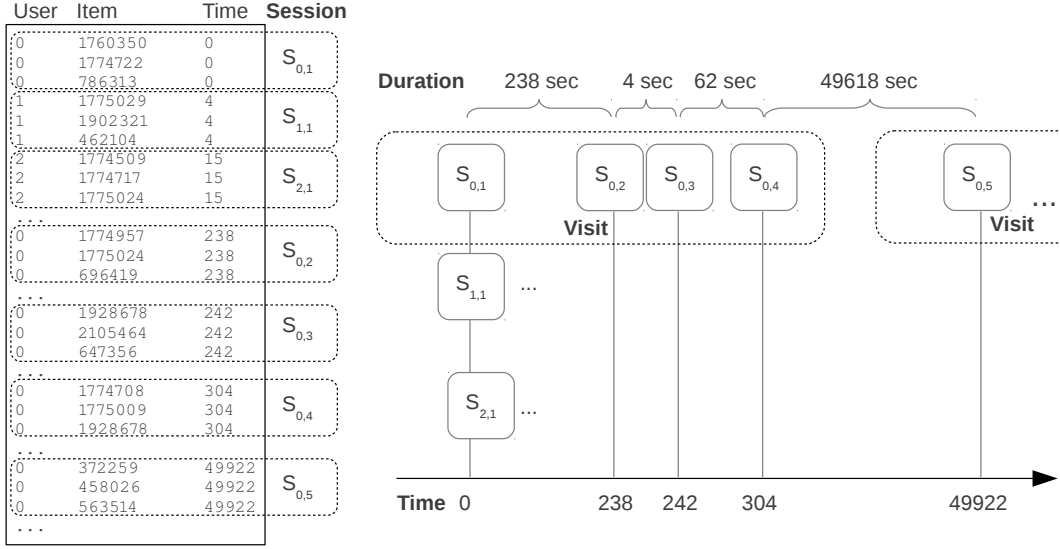 User Item Time Session
0 1760350 0
0 1774722 0
0 786313 0
S0,1
1 1775029 4
1 1902321 4
1 462104 4
S1,1
2 1774509 15
2 1774717 15
2 1775024 15
S2,1
...
0 1774957 238
0 1775024 238
0 696419 238
S0,2
...
0 1928678 242
0 2105464 242
0 647356 242
S0,3
...
0 1774708 304
0 1775009 304
0 1928678 304
S0,4
...
0 372259 49922
0 458026 49922
0 563514 49922
S0,5
...
Duration 238 sec 4 sec 62 sec 49618 sec
S0,1 S0,2 S0,3 S0,4 S0,5 ...
Visit Visit
S1,1 ...
S2,1 ...
Time 0 238 242 304 49922